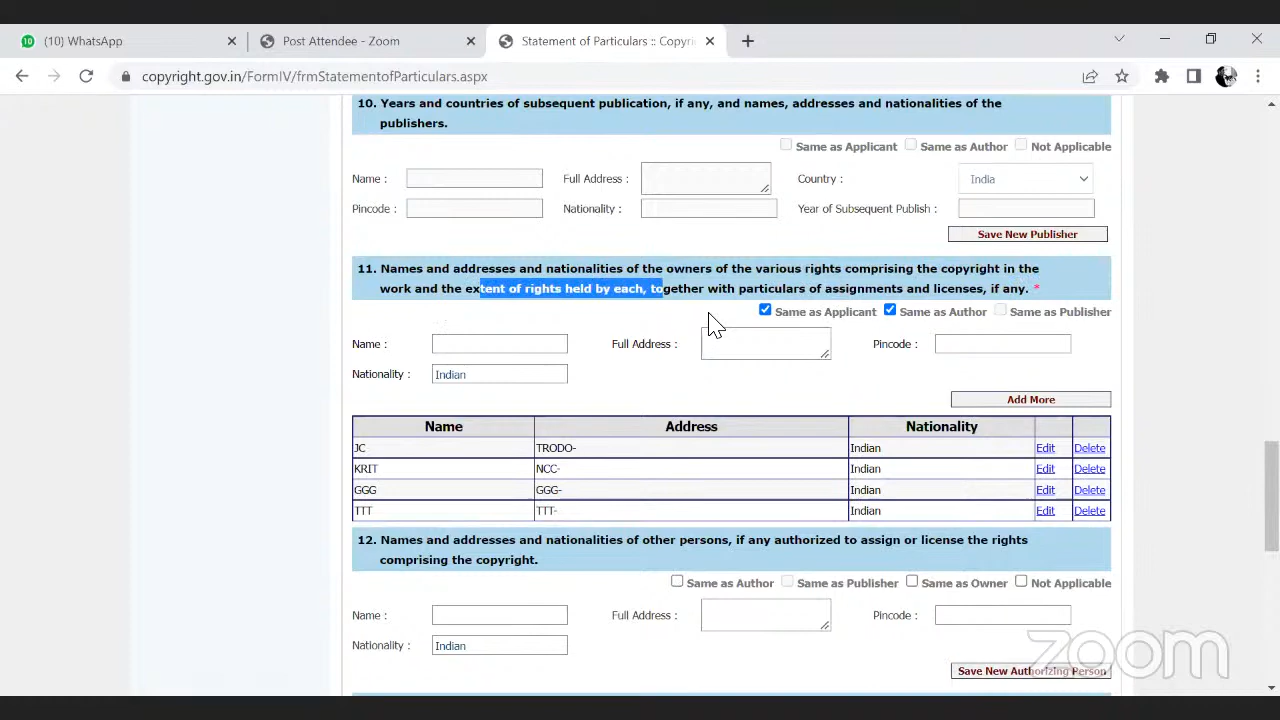 (10) WhatsApp
Post Attendee - Zoom
Statement of Particulars :: Copyri
copyright.gov.in/FormIV/frmStatementofParticulars.aspx
10. Years and countries of subsequent publication, if any, and names, addresses and nationalities of the
publishers.
Same as Applicant Same as Author Not Applicable
Name : Full Address : Country : India
Pincode : Nationality : Year of Subsequent Publish :
Save New Publisher
11. Names and addresses and nationalities of the owners of the various rights comprising the copyright in the
work and the extent of rights held by each, together with particulars of assignments and licenses, if any. *
Same as Applicant Same as Author Same as Publisher
Name : Full Address : Pincode :
Nationality : Indian
Add More
Name Address Nationality
JC TRODO- Indian Edit Delete
KRIT NCC- Indian Edit Delete
GGG GGG- Indian Edit Delete
TTT TTT- Indian Edit Delete
12. Names and addresses and nationalities of other persons, if any authorized to assign or license the rights
comprising the copyright.
Same as Author Same as Publisher Same as Owner Not Applicable
Name : Full Address : Pincode :
Nationality : Indian
Save New Authorizing Person
zoom